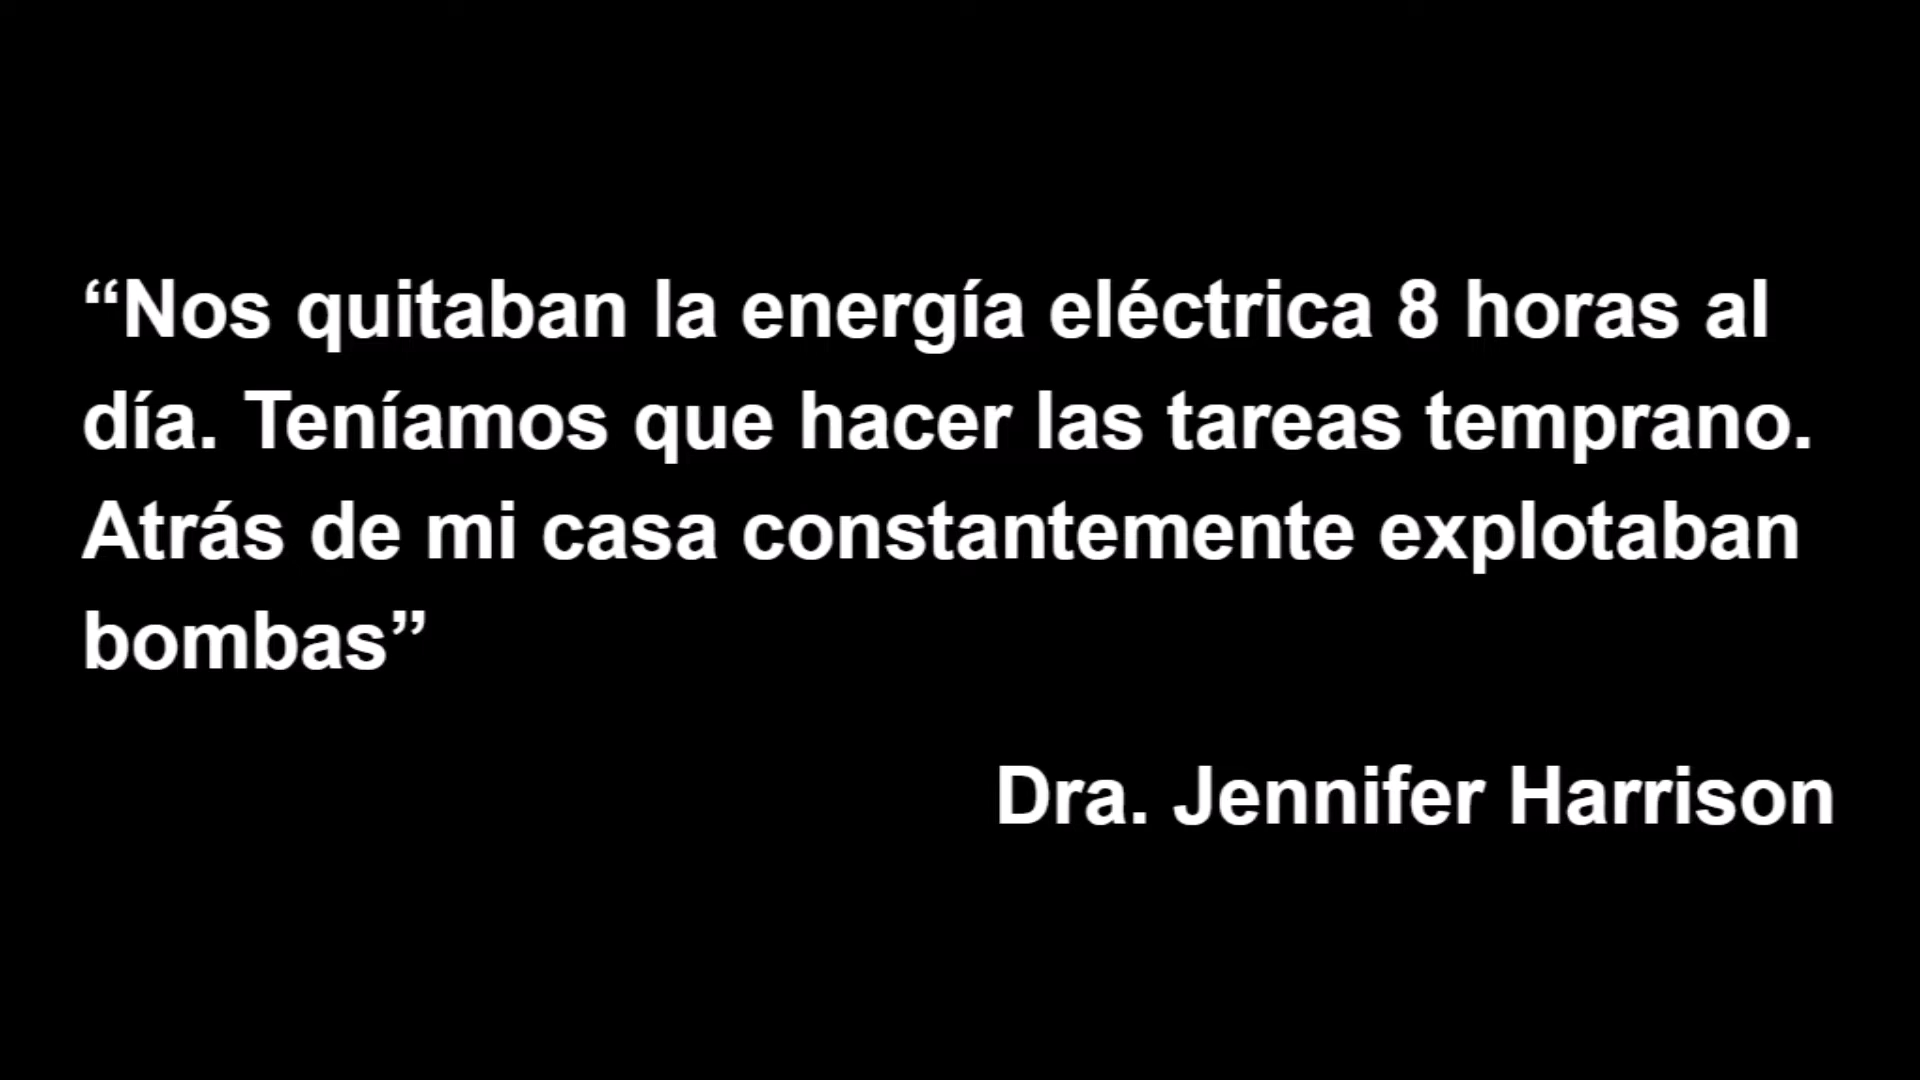 “Nos quitaban la energía eléctrica 8 horas al
día. Teníamos que hacer las tareas temprano.
Atrás de mi casa constantemente explotaban
bombas”
Dra. Jennifer Harrison